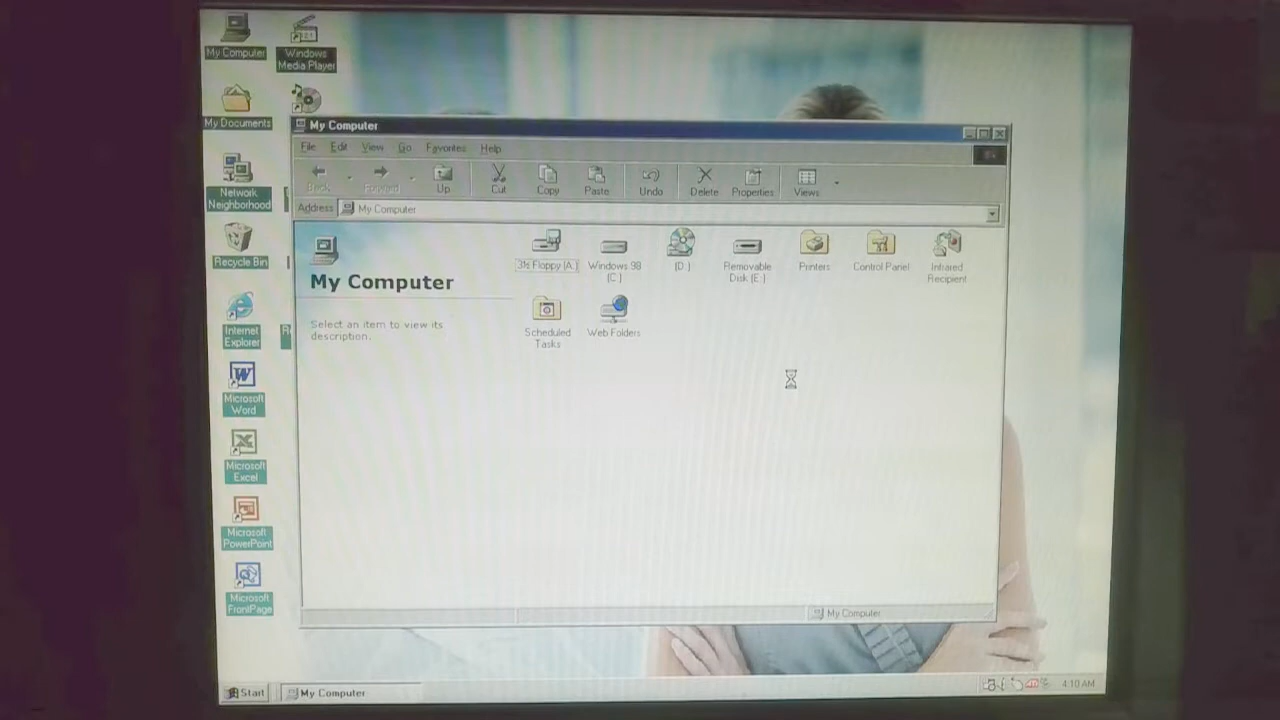 My Computer
Windows
Media Player
My Documents
Network
Neighborhood
Recycle Bin
Internet
Explorer
Microsoft
Word
Microsoft
Excel
Microsoft
PowerPoint
Microsoft
FrontPage
My Computer
File Edit View Go Favorites Help
Back Forward Up Cut Copy Paste Undo Delete Properties Views
Address My Computer
My Computer
Select an item to view its
description.
3½ Floppy (A:)
Windows 98
(C:)
(D:)
Removable
Disk (E:)
Printers
Control Panel
Infrared
Recipient
Scheduled
Tasks
Web Folders
My Computer
Start
My Computer
4:10 AM